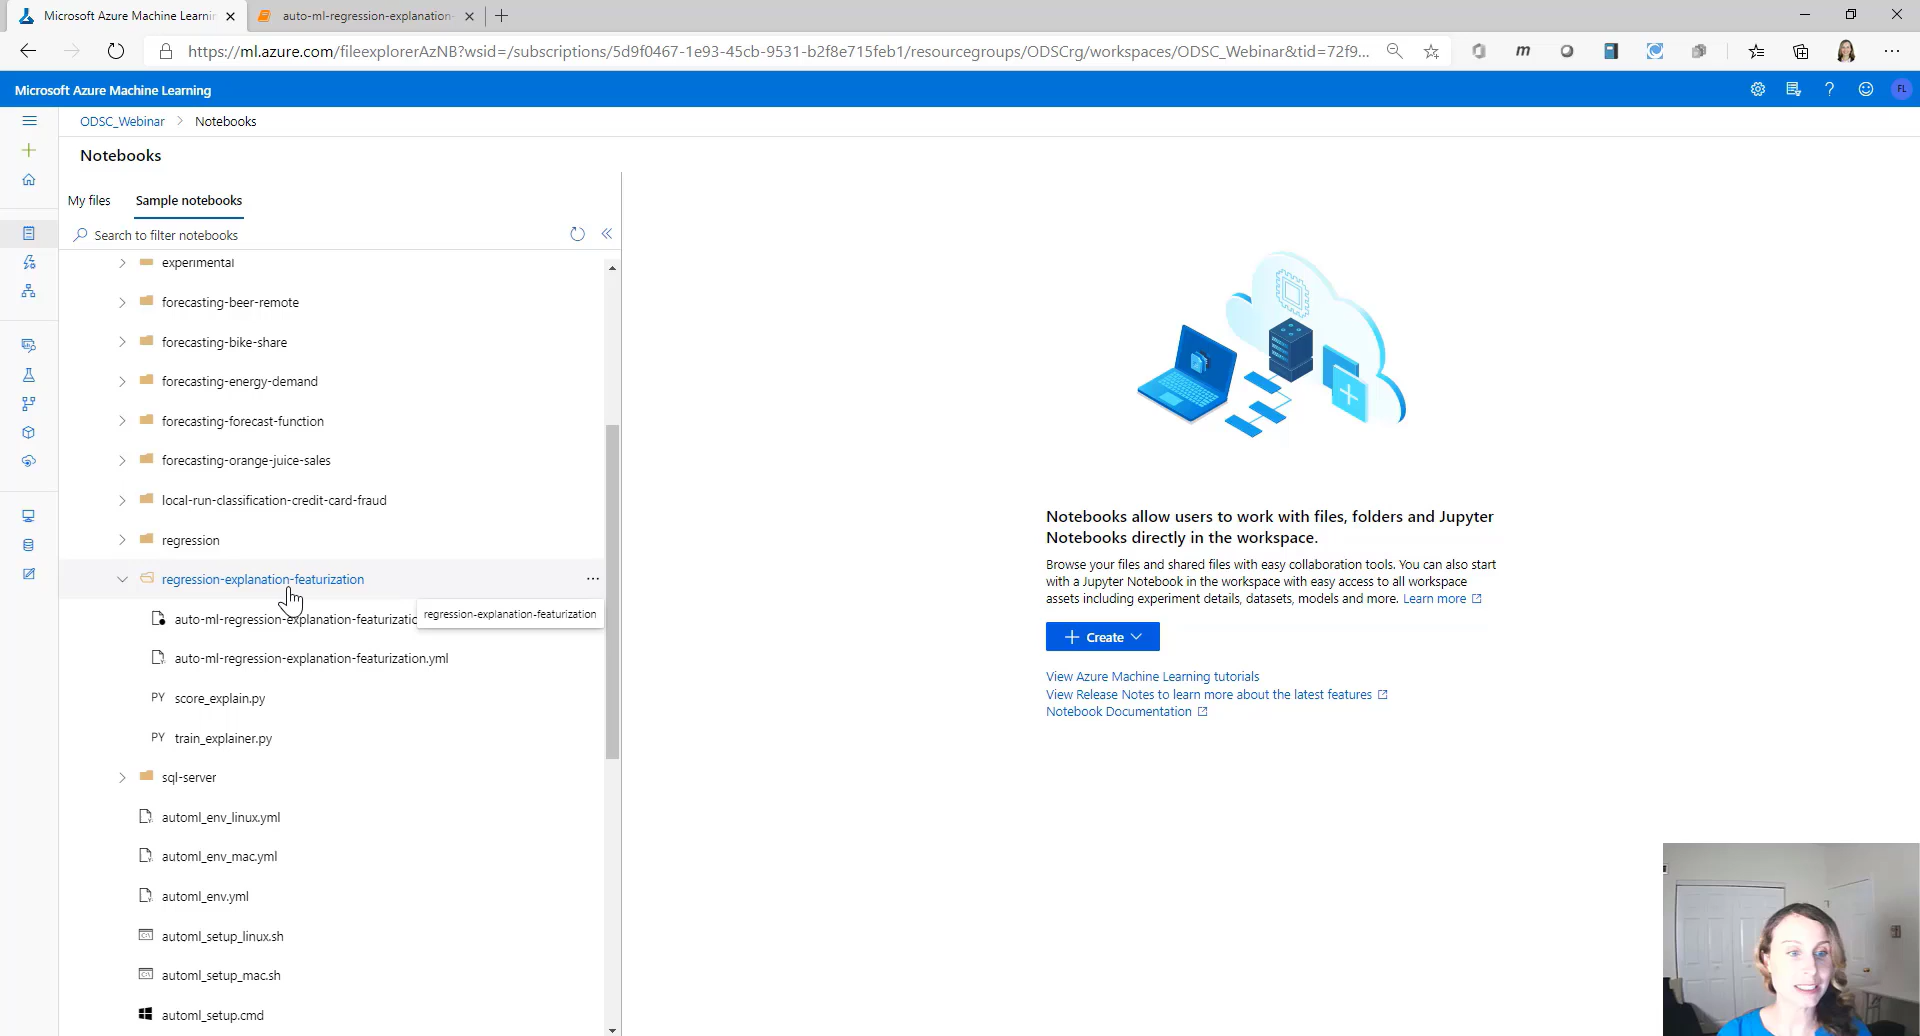 Microsoft Azure Machine Learnin
auto-ml-regression-explanation-
https://ml.azure.com/fileexplorerAzNB?wsid=/subscriptions/5d9f0467-1e93-45cb-9531-b2f8e715feb1/resourcegroups/ODSCrg/workspaces/ODSC_Webinar&tid=72f9...
Microsoft Azure Machine Learning
FL
ODSC_Webinar > Notebooks
Notebooks
My files
Sample notebooks
Search to filter notebooks
experimental
forecasting-beer-remote
forecasting-bike-share
forecasting-energy-demand
forecasting-forecast-function
forecasting-orange-juice-sales
local-run-classification-credit-card-fraud
regression
regression-explanation-featurization
regression-explanation-featurization
auto-ml-regression-explanation-featurizatio
auto-ml-regression-explanation-featurization.yml
PY score_explain.py
PY train_explainer.py
sql-server
automl_env_linux.yml
automl_env_mac.yml
automl_env.yml
automl_setup_linux.sh
automl_setup_mac.sh
automl_setup.cmd
Notebooks allow users to work with files, folders and Jupyter
Notebooks directly in the workspace.
Browse your files and shared files with easy collaboration tools. You can also start
with a Jupyter Notebook in the workspace with easy access to all workspace
assets including experiment details, datasets, models and more. Learn more
+ Create
View Azure Machine Learning tutorials
View Release Notes to learn more about the latest features
Notebook Documentation